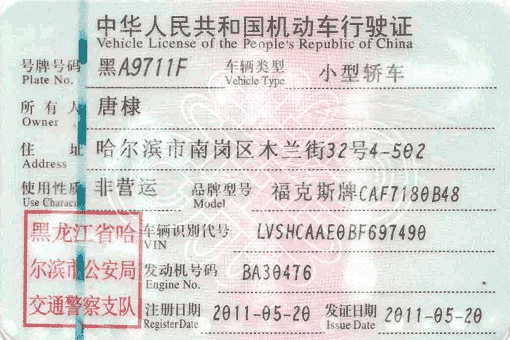 中华人民共和国机动车行驶证
Vehicle License of the People's Republic of China
号牌号码 黑A9711F 车辆类型 小型轿车
Plate No. Vehicle Type
所有人 唐棣
Owner
住址 哈尔滨市南岗区木兰街32号4-502
Address
使用性质 非营运 品牌型号 福克斯牌CAF7180B48
Use Charac Model
黑龙江省哈
尔滨市公安局
交通警察支队
车辆识别代号 LVSHCAAE0BF697490
VIN
发动机号码 BA30476
Engine No.
注册日期 2011-05-20 发证日期 2011-05-20
Register Date Issue Date